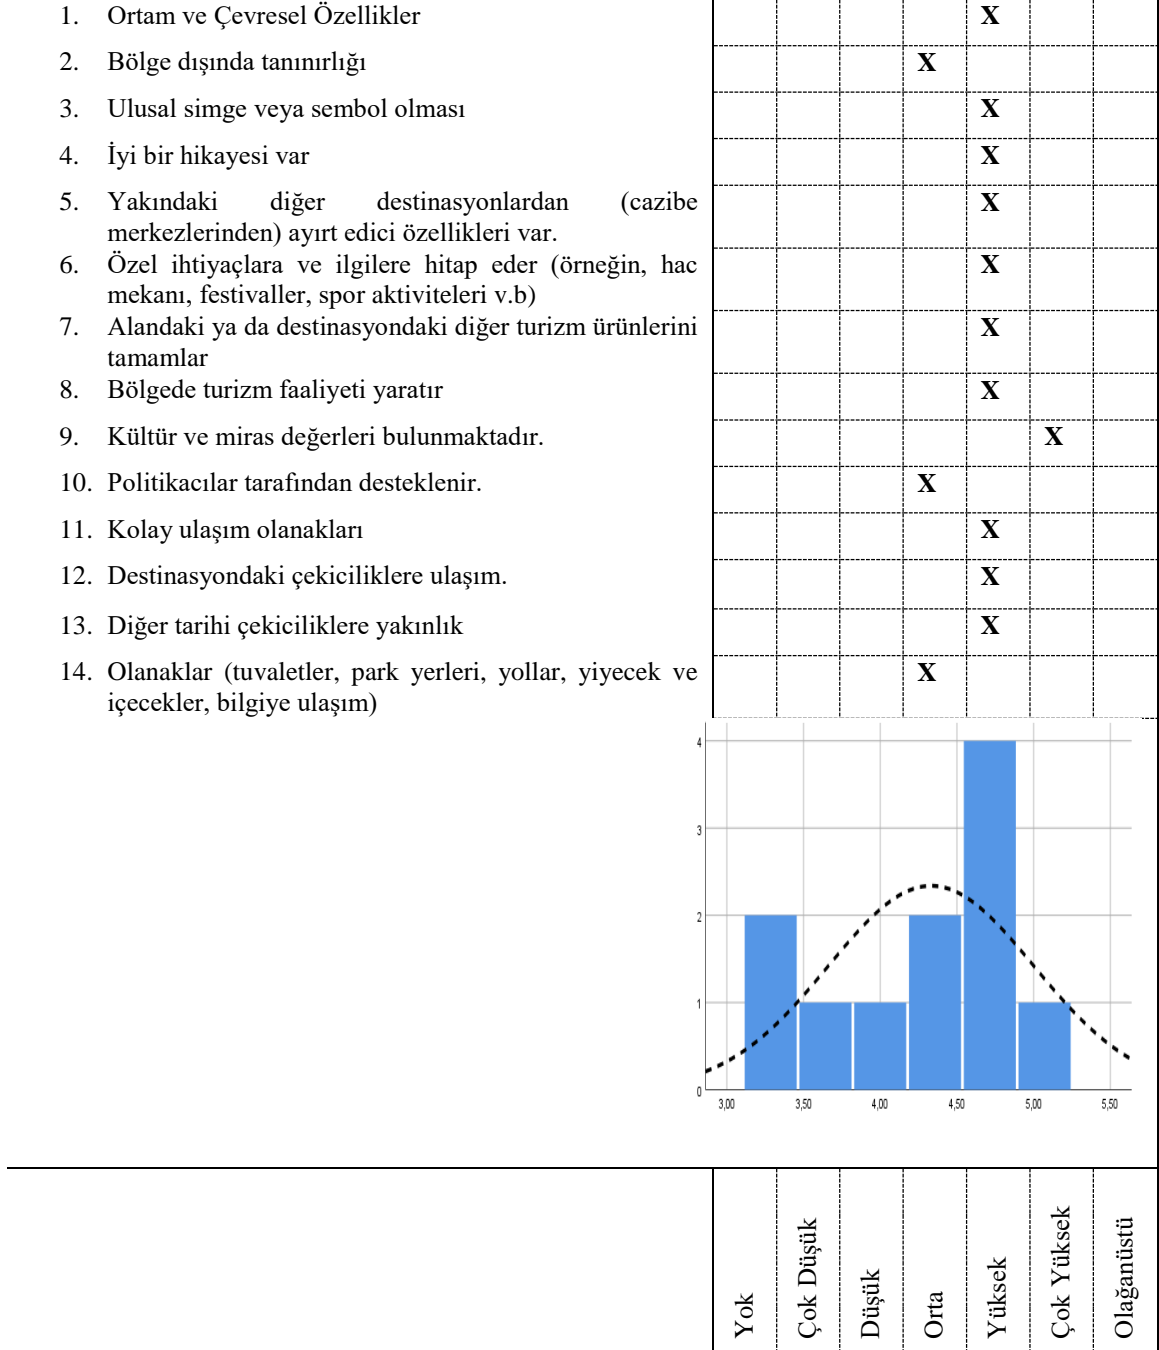 1. Ortam ve Çevresel Özellikler X
2. Bölge dışında tanınırlığı X
3. Ulusal simge veya sembol olması X
4. İyi bir hikayesi var X
5. Yakındaki diğer destinasyonlardan (cazibe X
merkezlerinden) ayırt edici özellikleri var.
6. Özel ihtiyaçlara ve ilgilere hitap eder (örneğin, hac X
mekanı, festivaller, spor aktiviteleri v.b)
7. Alandaki ya da destinasyondaki diğer turizm ürünlerini X
tamamlar
8. Bölgede turizm faaliyeti yaratır X
9. Kültür ve miras değerleri bulunmaktadır. X
10. Politikacılar tarafından desteklenir. X
11. Kolay ulaşım olanakları X
12. Destinasyondaki çekiciliklere ulaşım. X
13. Diğer tarihi çekiciliklere yakınlık X
14. Olanaklar (tuvaletler, park yerleri, yollar, yiyecek ve X
içecekler, bilgiye ulaşım)
4
3
2
1
0
3,00 3,50 4,00 4,50 5,00 5,50
Yok
Çok Düşük
Düşük
Orta
Yüksek
Çok Yüksek
Olağanüstü